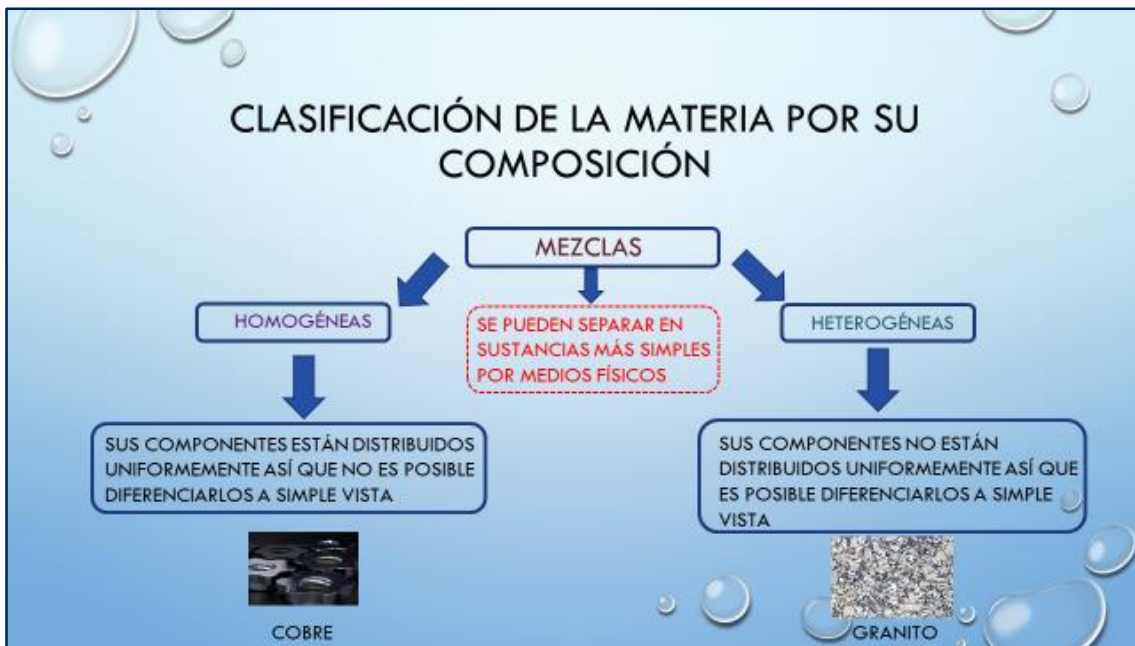 CLASIFICACIÓN DE LA MATERIA POR SU
COMPOSICIÓN
MEZCLAS
HOMOGÉNEAS
SE PUEDEN SEPARAR EN
SUSTANCIAS MÁS SIMPLES
POR MEDIOS FÍSICOS
HETEROGÉNEAS
SUS COMPONENTES ESTÁN DISTRIBUIDOS
UNIFORMEMENTE ASÍ QUE NO ES POSIBLE
DIFERENCIARLOS A SIMPLE VISTA
SUS COMPONENTES NO ESTÁN
DISTRIBUIDOS UNIFORMEMENTE ASÍ QUE
ES POSIBLE DIFERENCIARLOS A SIMPLE
VISTA
COBRE
GRANITO